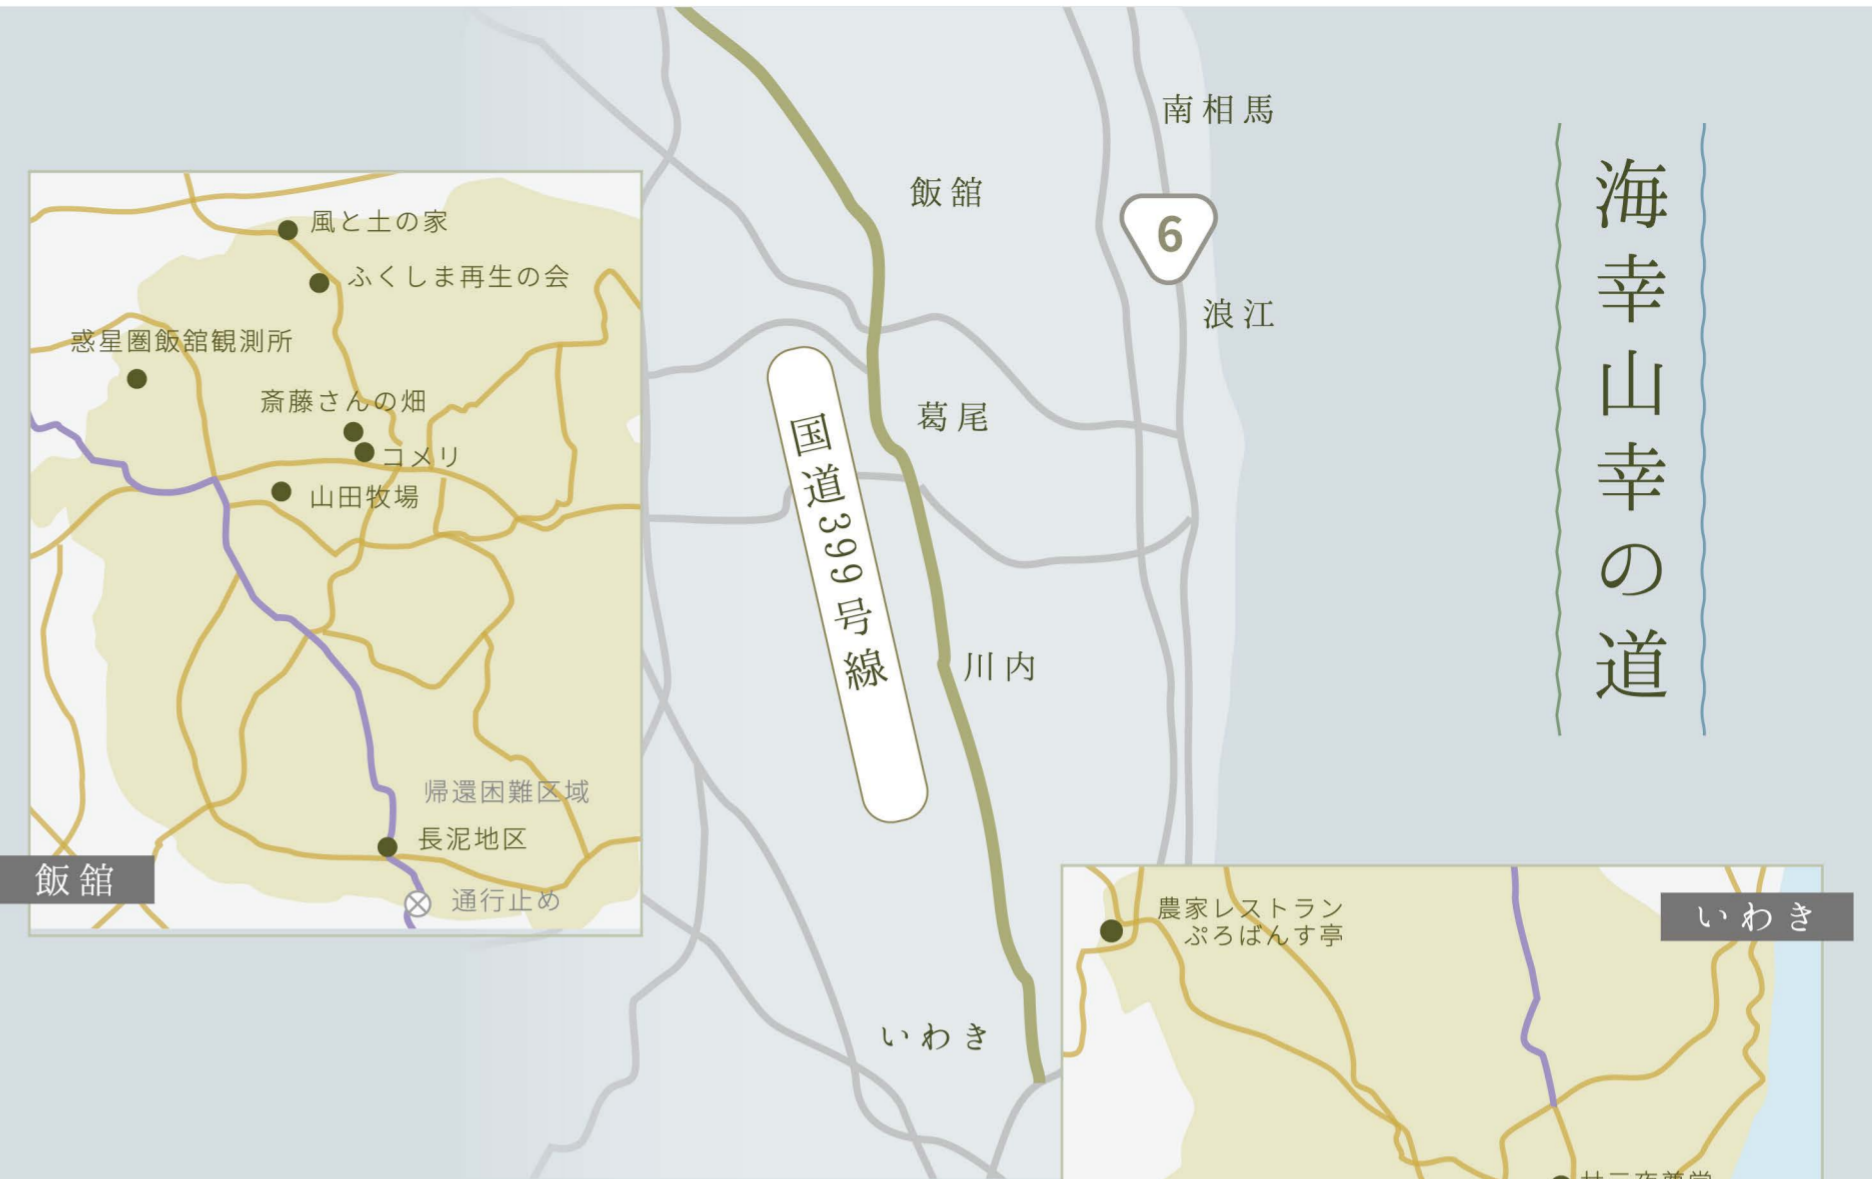 海幸山幸の道
南相馬
飯舘
6
浪江
葛尾
国道399号線
川内
いわき
風と土の家
ふくしま再生の会
惑星圏飯舘観測所
斎藤さんの畑
コメリ
山田牧場
帰還困難区域
長泥地区
通行止め
飯舘
農家レストラン
ぷろばんす亭
いわき